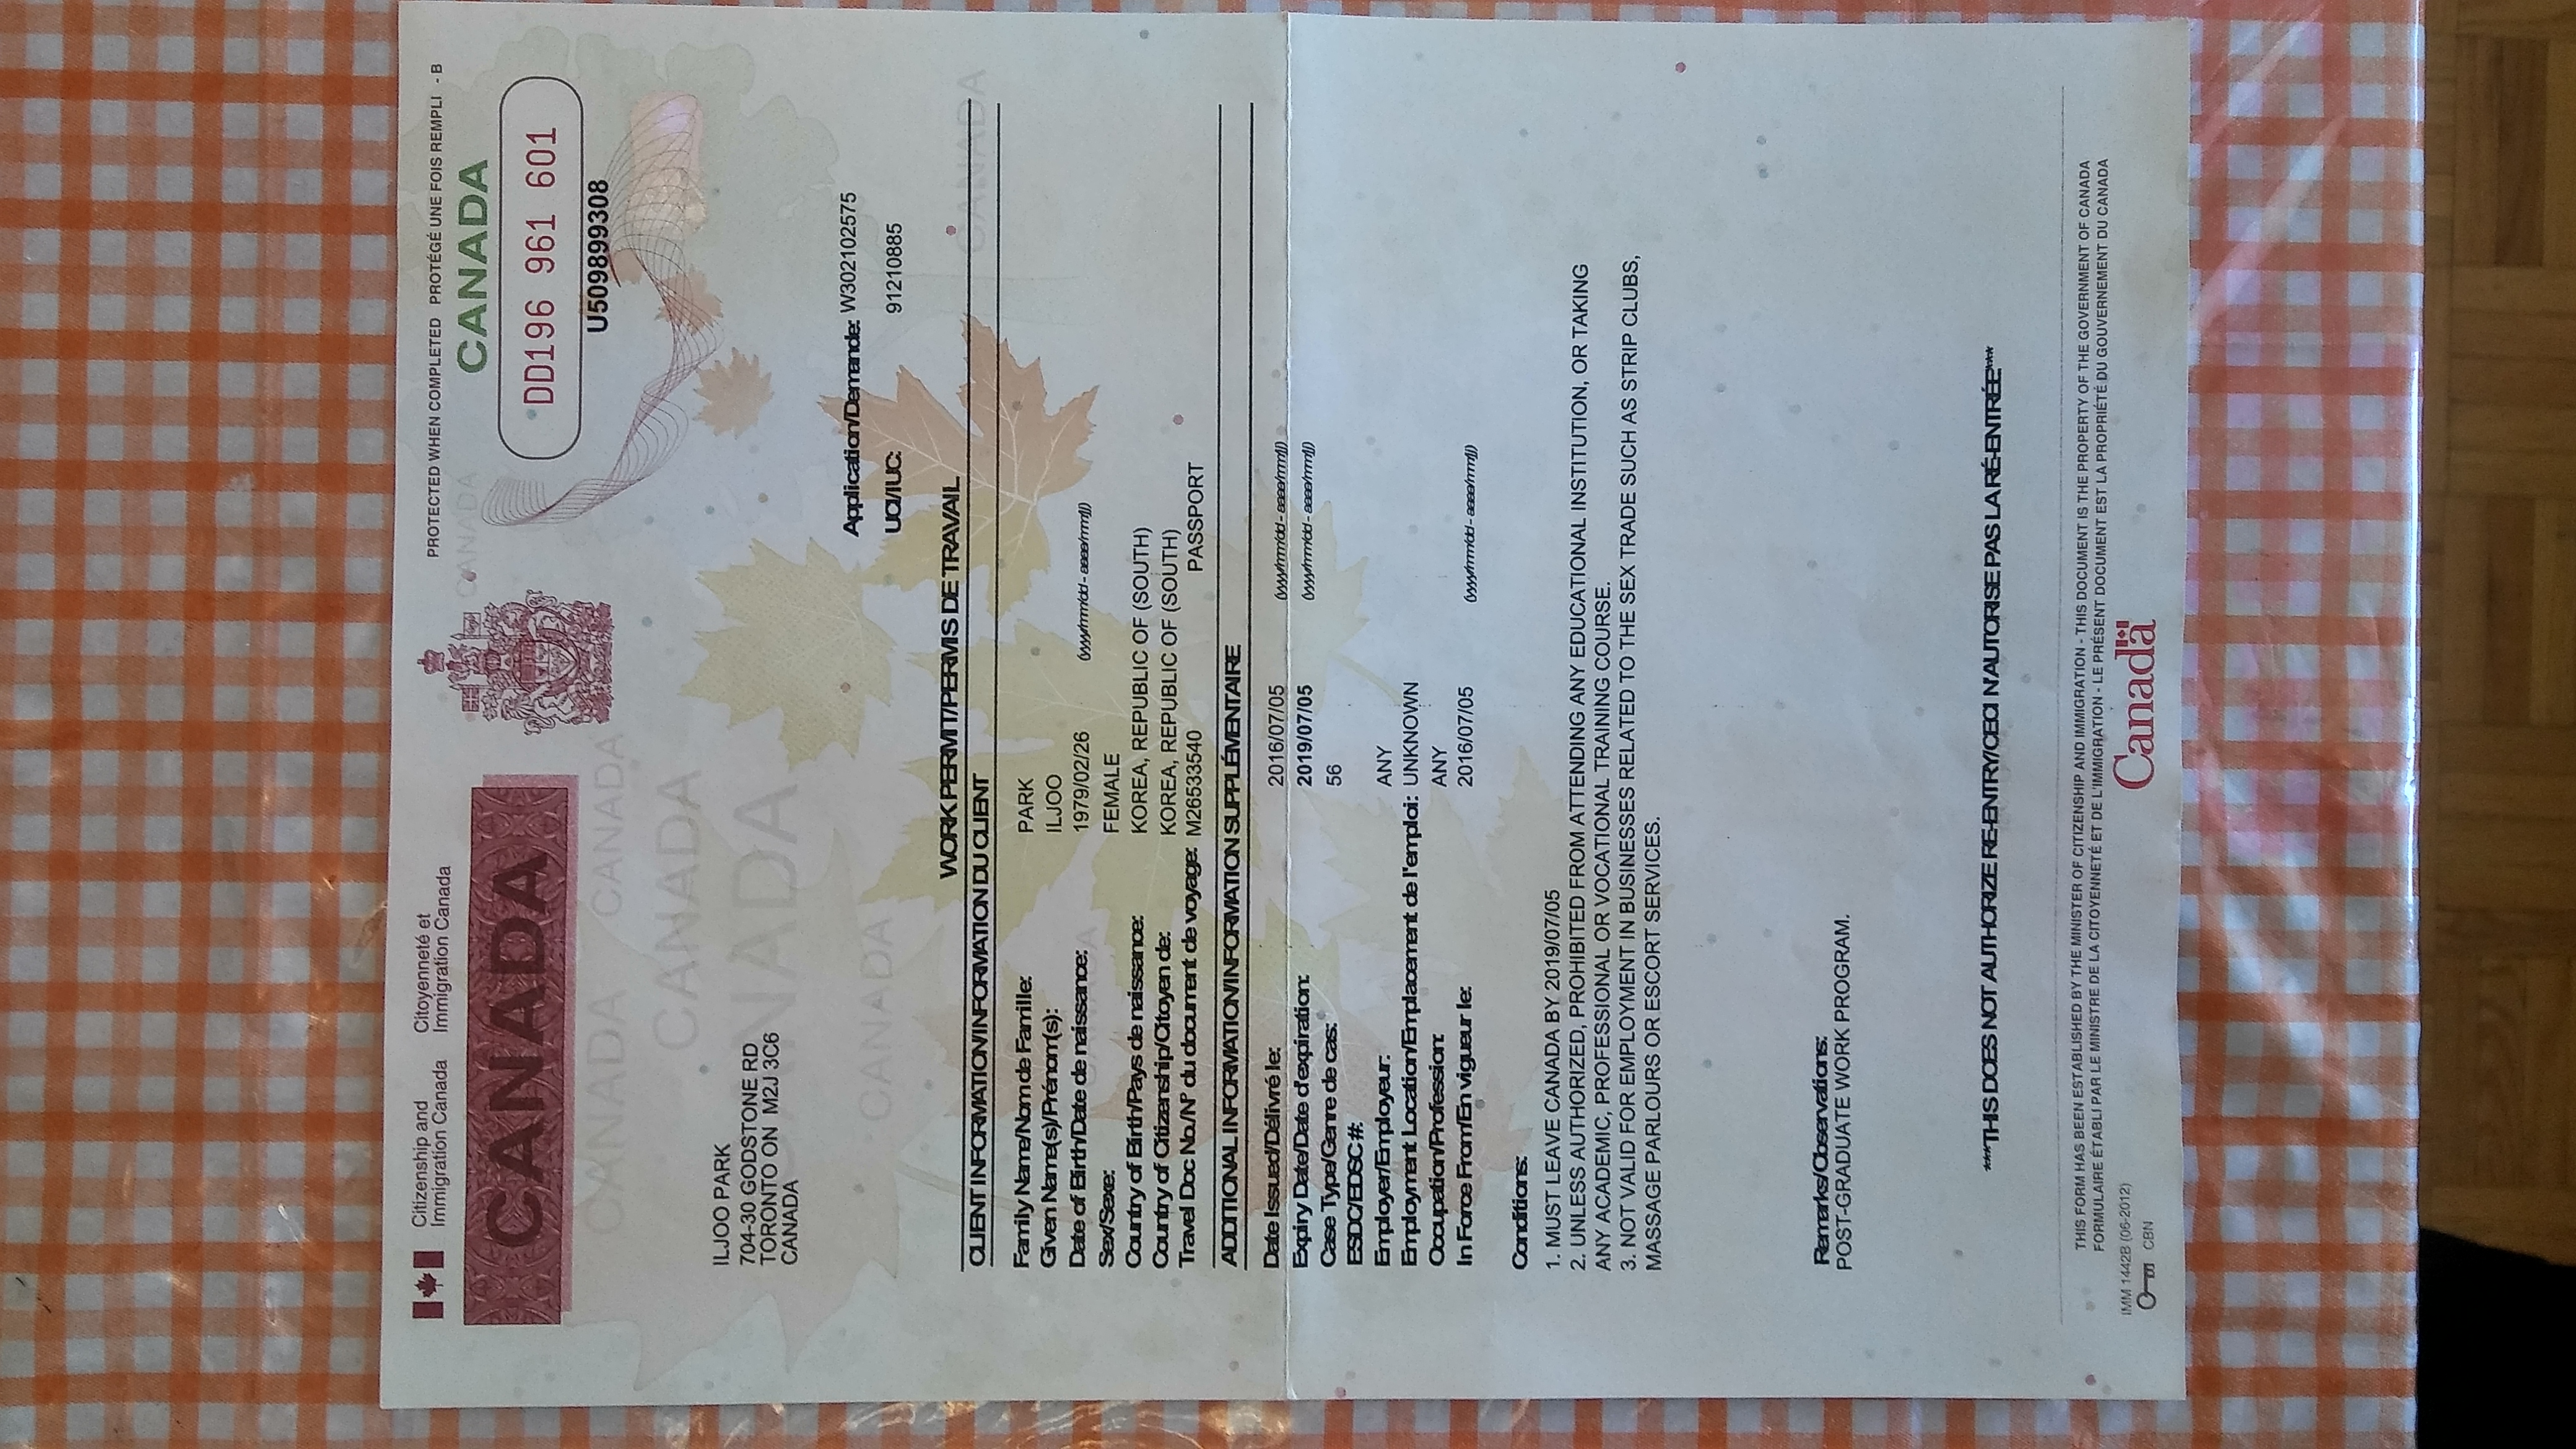 Citizenship and Citoyenneté et
Immigration Canada Immigration Canada
PROTECTED WHEN COMPLETED PROTÉGÉ UNE FOIS REMPLI - B
CANADA
CANADA
CANADA
DD196 961 601
U509899308
CANADA CANADA
CANADA
CANADA
ILJOO PARK
704-30 GODSTONE RD
TORONTO ON M2J 3C6
CANADA
CANADA
Application/Demande: W302102575
UCI/IUC: 91210885
WORK PERMIT/PERMIS DE TRAVAIL
CANADA
CLIENT INFORMATION/INFORMATION DU CLIENT
Family Name/Nom de Famille: PARK
Given Name(s)/Prénom(s): ILJOO
Date of Birth/Date de naissance: 1979/02/26 (yyyy/mm/dd - aaaa/mm/jj)
CANADA
Sex/Sexe: FEMALE
Country of Birth/Pays de naissance: KOREA, REPUBLIC OF (SOUTH)
Country of Citizenship/Citoyen de: KOREA, REPUBLIC OF (SOUTH)
Travel Doc No./N° du document de voyage: M26533540 PASSPORT
ADDITIONAL INFORMATION/INFORMATION SUPPLÉMENTAIRE
Date Issued/Délivré le: 2016/07/05 (yyyy/mm/dd - aaaa/mm/jj)
Expiry Date/Date d'expiration: 2019/07/05 (yyyy/mm/dd - aaaa/mm/jj)
Case Type/Genre de cas: 56
ESDC/EDSC #:
Employer/Employeur: ANY
Employment Location/Emplacement de l'emploi: UNKNOWN
Occupation/Profession: ANY
In Force From/En vigueur le: 2016/07/05 (yyyy/mm/dd - aaaa/mm/jj)
Conditions:
1. MUST LEAVE CANADA BY 2019/07/05
2. UNLESS AUTHORIZED, PROHIBITED FROM ATTENDING ANY EDUCATIONAL INSTITUTION, OR TAKING
ANY ACADEMIC, PROFESSIONAL OR VOCATIONAL TRAINING COURSE.
3. NOT VALID FOR EMPLOYMENT IN BUSINESSES RELATED TO THE SEX TRADE SUCH AS STRIP CLUBS,
MASSAGE PARLOURS OR ESCORT SERVICES.
Remarks/Observations:
POST-GRADUATE WORK PROGRAM.
***THIS DOES NOT AUTHORIZE RE-ENTRY/CECI N'AUTORISE PAS LA RÉ-ENTRÉE***
THIS FORM HAS BEEN ESTABLISHED BY THE MINISTER OF CITIZENSHIP AND IMMIGRATION - THIS DOCUMENT IS THE PROPERTY OF THE GOVERNMENT OF CANADA
FORMULAIRE ÉTABLI PAR LE MINISTRE DE LA CITOYENNETÉ ET DE L'IMMIGRATION - LE PRÉSENT DOCUMENT EST LA PROPRIÉTÉ DU GOUVERNEMENT DU CANADA
IMM 1442B (06-2012)
CBN
Canada